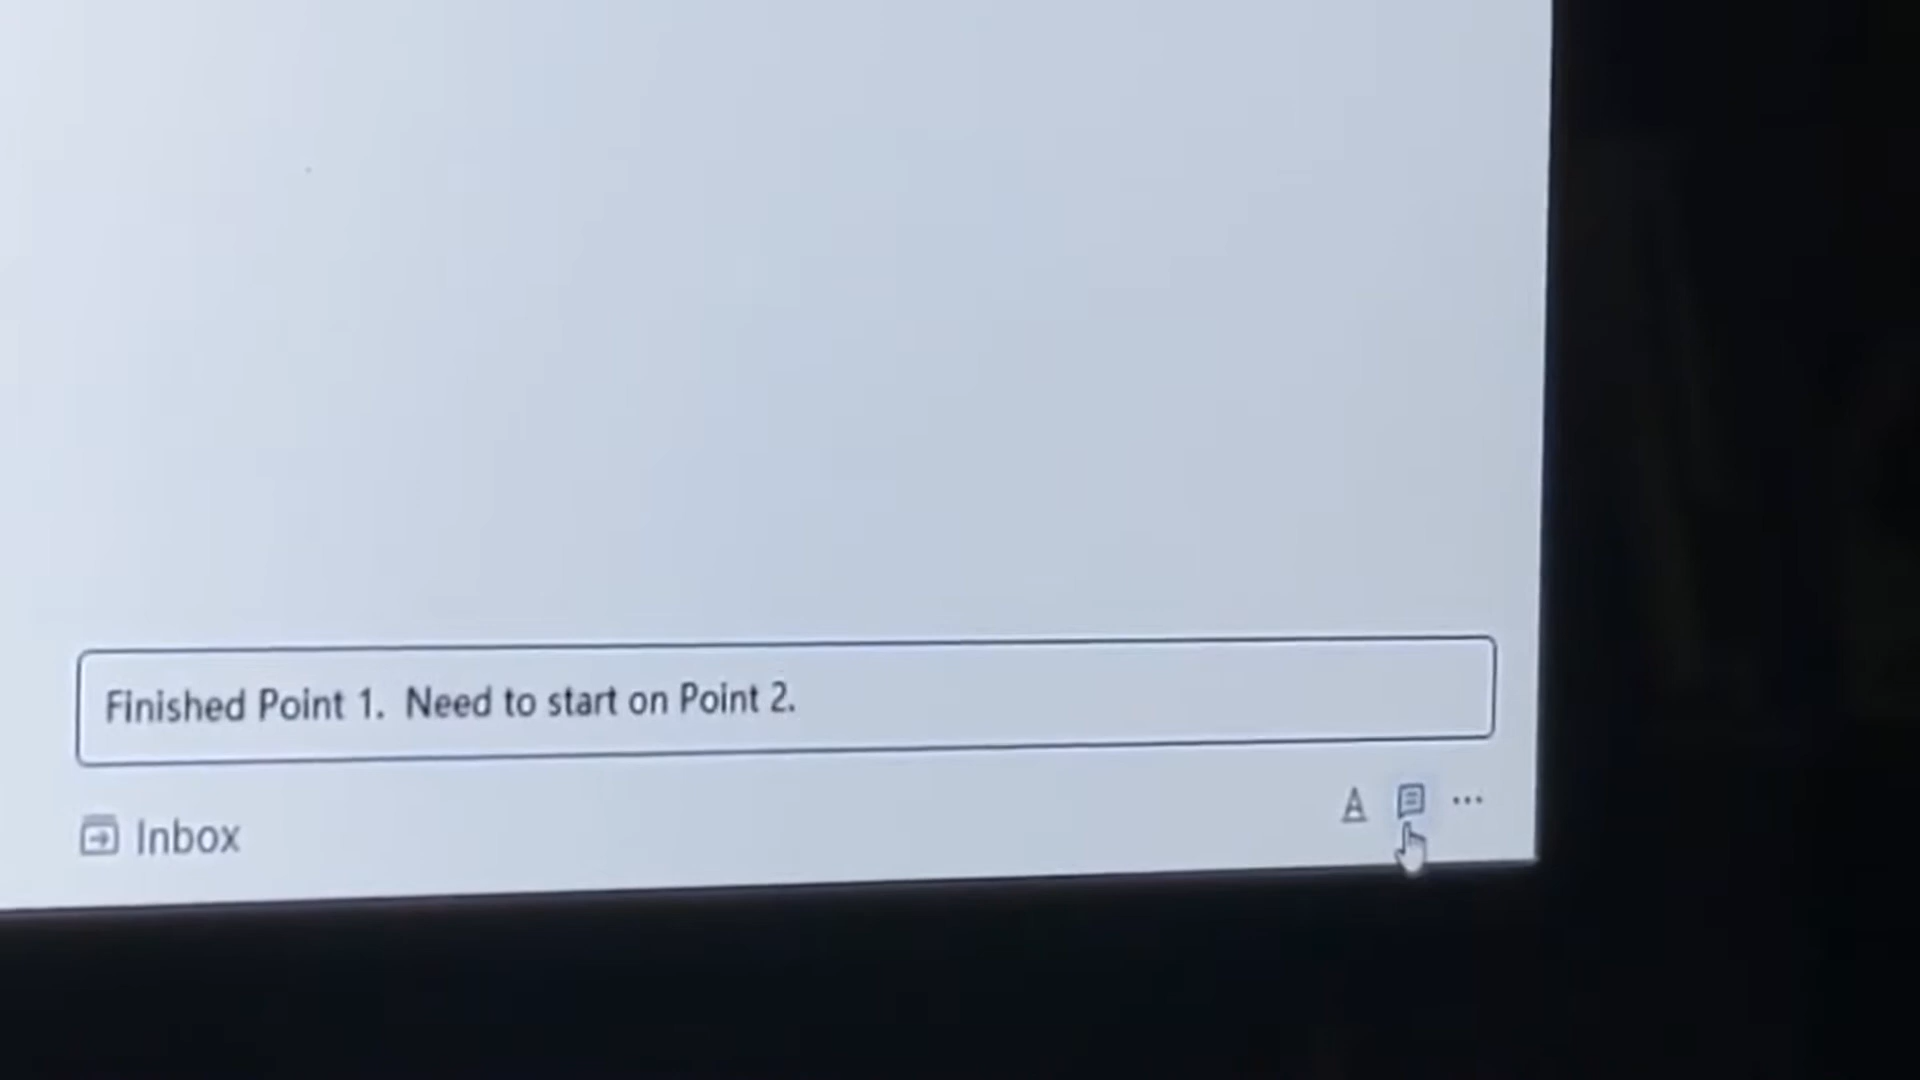 Finished Point 1.  Need to start on Point 2.
Inbox